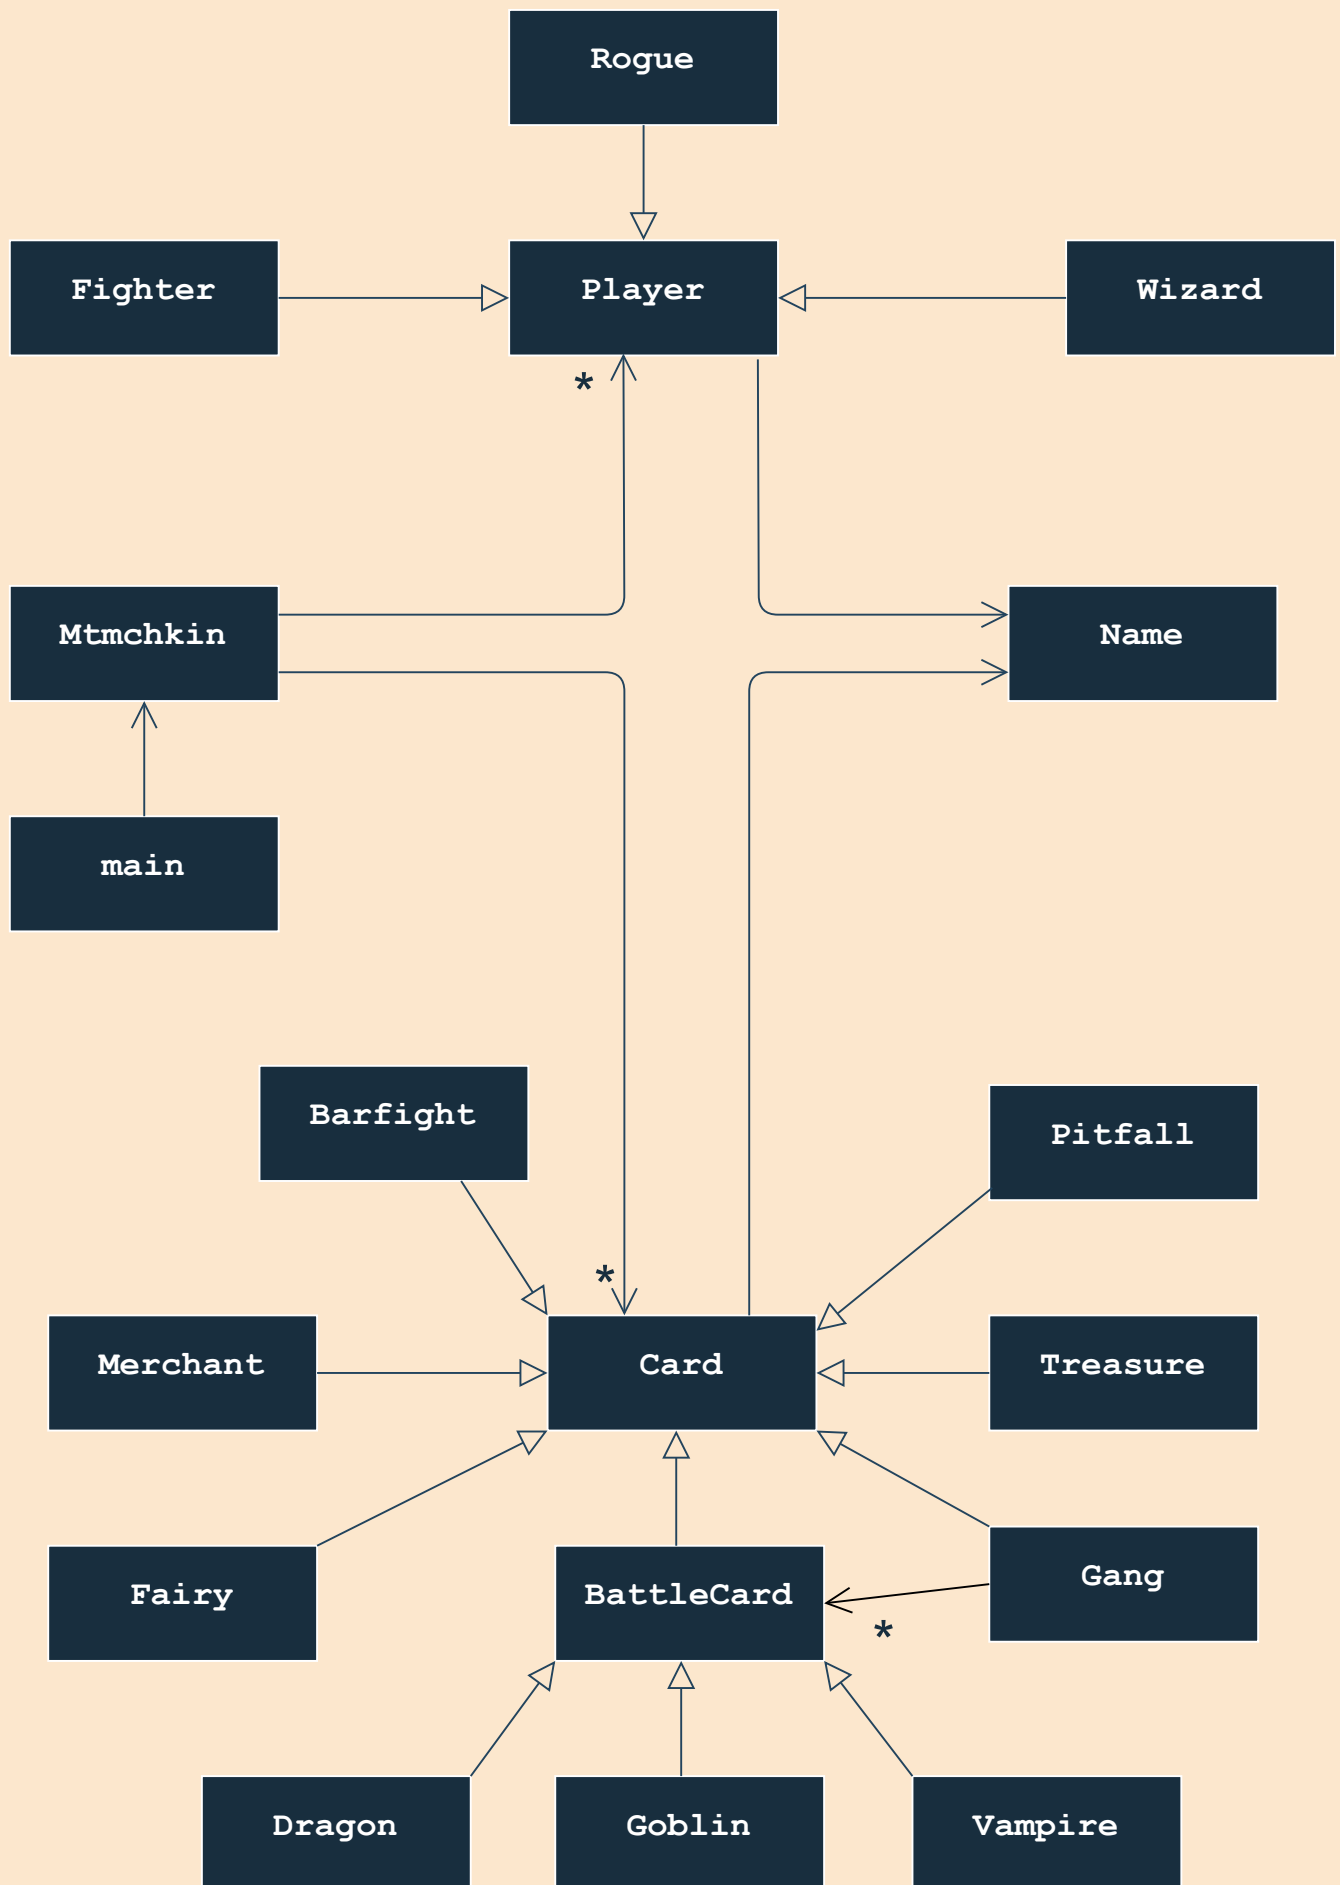 Rogue
Fighter
Player
Wizard
*
Mtmchkin
Name
main
Barfight
Pitfall
*
Merchant
Card
Treasure
Fairy
BattleCard
Gang
*
Dragon
Goblin
Vampire